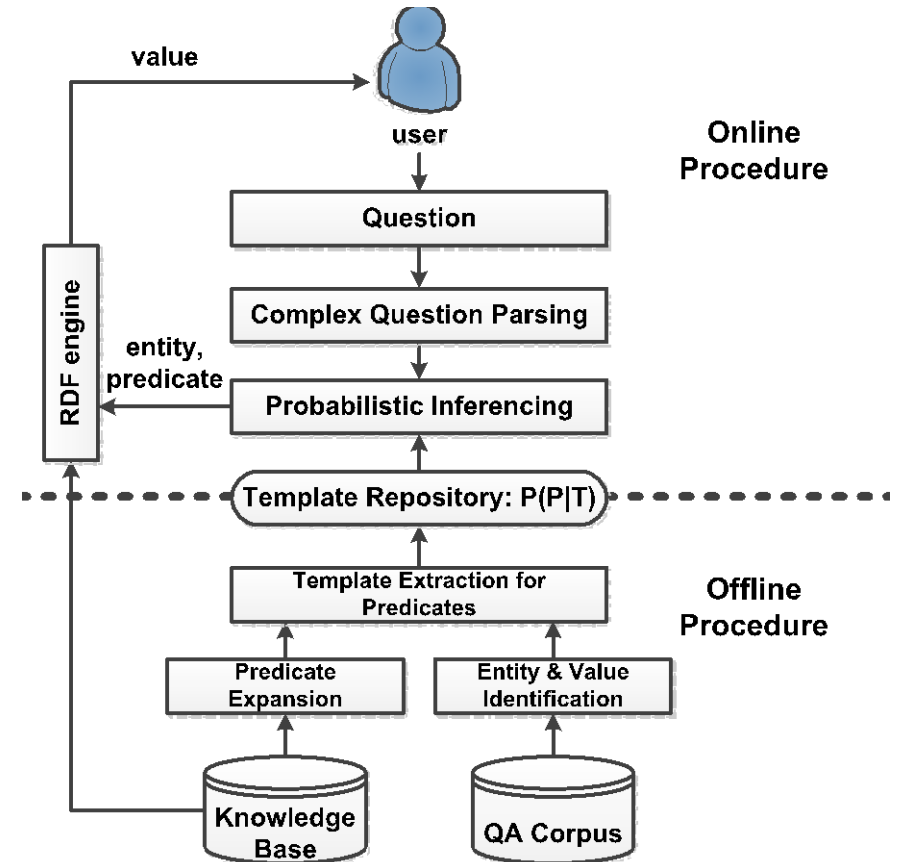 value
user
Online
Procedure
Question
Complex Question Parsing
RDF engine
entity,
predicate
Probabilistic Inferencing
Template Repository: P(P|T)
Template Extraction for
Predicates
Offline
Procedure
Predicate
Expansion
Entity & Value
Identification
Knowledge
Base
QA Corpus